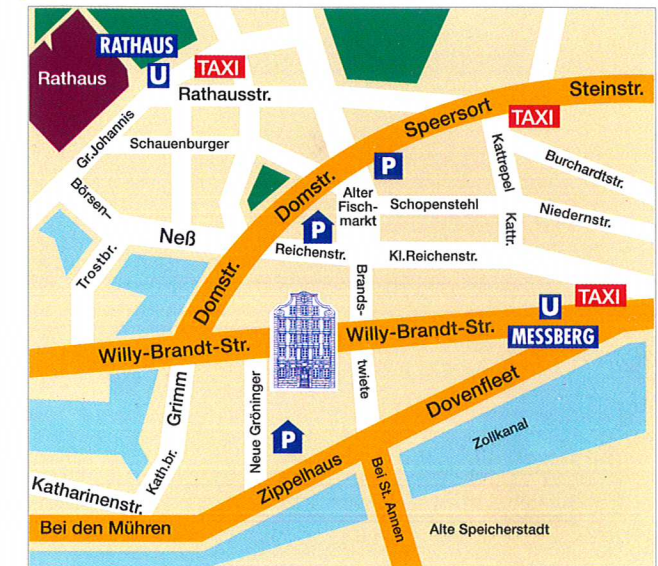 RATHAUS
U
TAXI
Rathaus
Rathausstr.
Steinstr.
Speersort
TAXI
Gr.Johannis
Schauenburger
Kattrepel
Burchardtstr.
P
Domstr.
Alter
Fisch-
markt
Schopenstehl
Börsen–
Niedernstr.
Kattr.
P
Neß
Reichenstr.
Kl.Reichenstr.
Trostbr.
Domstr.
Brands-
U
TAXI
Willy-Brandt-Str.
Willy-Brandt-Str.
MESSBERG
twiete
Grimm
Dovenfleet
Neue Gröninger
P
Zollkanal
Kath.br.
Zippelhaus
Katharinenstr.
Bei St. Annen
Bei den Mühren
Alte Speicherstadt